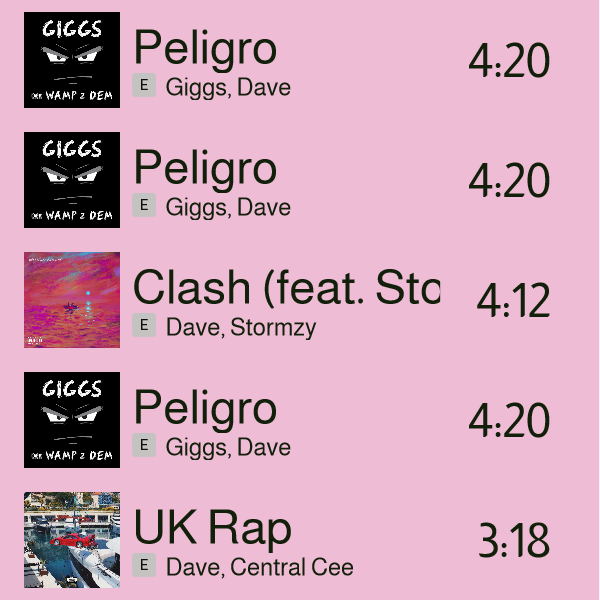 GIGGS
WAMP 2 DEM
Peligro
4:20
E Giggs, Dave
GIGGS
WAMP 2 DEM
Peligro
4:20
E Giggs, Dave
Clash (feat. Sto
4:12
E Dave, Stormzy
GIGGS
WAMP 2 DEM
Peligro
4:20
E Giggs, Dave
UK Rap
3:18
E Dave, Central Cee